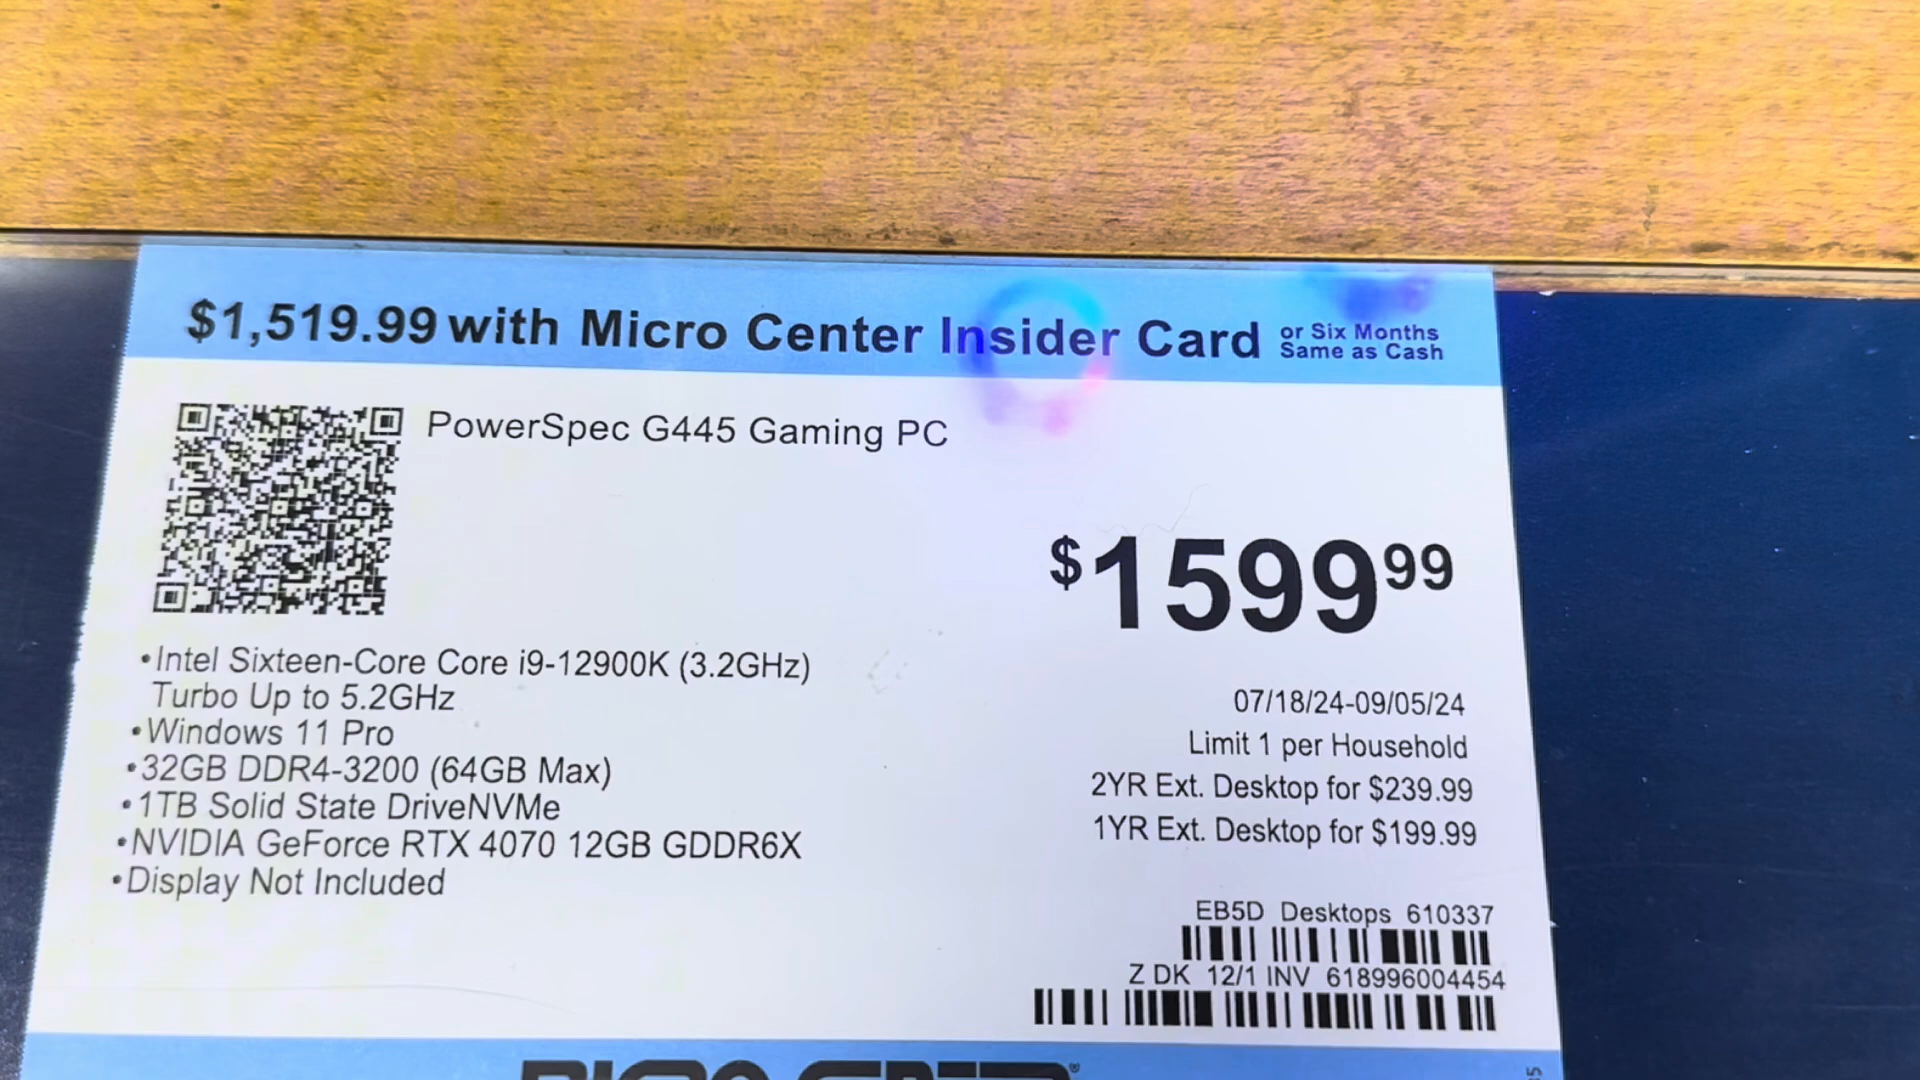 $1,519.99 with Micro Center Insider Card or Six Months Same as Cash
PowerSpec G445 Gaming PC
$1599 99
•Intel Sixteen-Core Core i9-12900K (3.2GHz)
Turbo Up to 5.2GHz
•Windows 11 Pro
•32GB DDR4-3200 (64GB Max)
•1TB Solid State DriveNVMe
•NVIDIA GeForce RTX 4070 12GB GDDR6X
•Display Not Included
07/18/24-09/05/24
Limit 1 per Household
2YR Ext. Desktop for $239.99
1YR Ext. Desktop for $199.99
EB5D Desktops 610337
Z DK 12/1 INV 618996004454